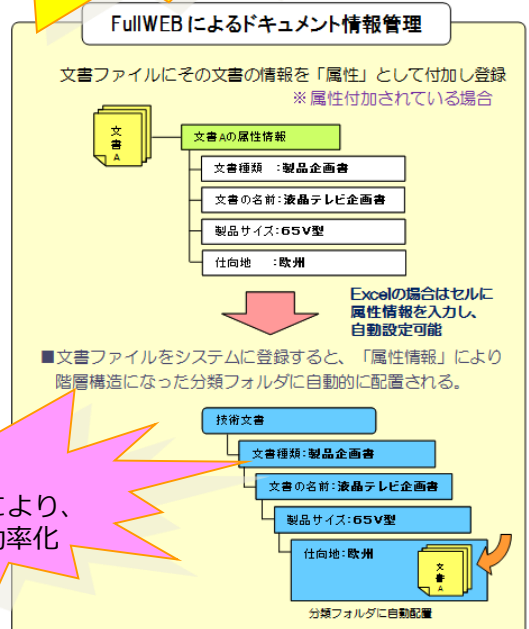 FullWEBによるドキュメント情報管理
文書ファイルにその文書の情報を「属性」として付加し登録
※属性付加されている場合
文書A
文書Aの属性情報
文書種類　:製品企画書
文書の名前:液晶テレビ企画書
製品サイズ:65V型
仕向地　:欧州
Excelの場合はセルに
属性情報を入力し、
自動設定可能
■文書ファイルをシステムに登録すると、「属性情報」により
階層構造になった分類フォルダに自動的に配置される。
技術文書
文書種類:製品企画書
文書の名前:液晶テレビ企画書
製品サイズ:65V型
仕向地:欧州
文書A
分類フォルダに自動配置
により、
効率化